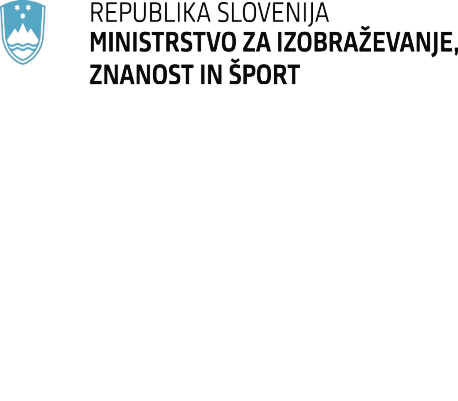 REPUBLIKA SLOVENIJA
MINISTRSTVO ZA IZOBRAŽEVANJE,
ZNANOST IN ŠPORT